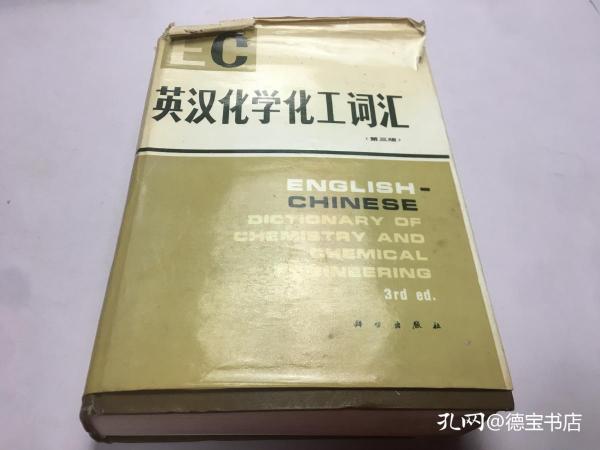 EC
英汉化学化工词汇
(第三版)
ENGLISH-
CHINESE
DICTIONARY OF
CHEMISTRY AND
CHEMICAL
ENGINEERING
3rd ed.
科学出版社
孔网@德宝书店